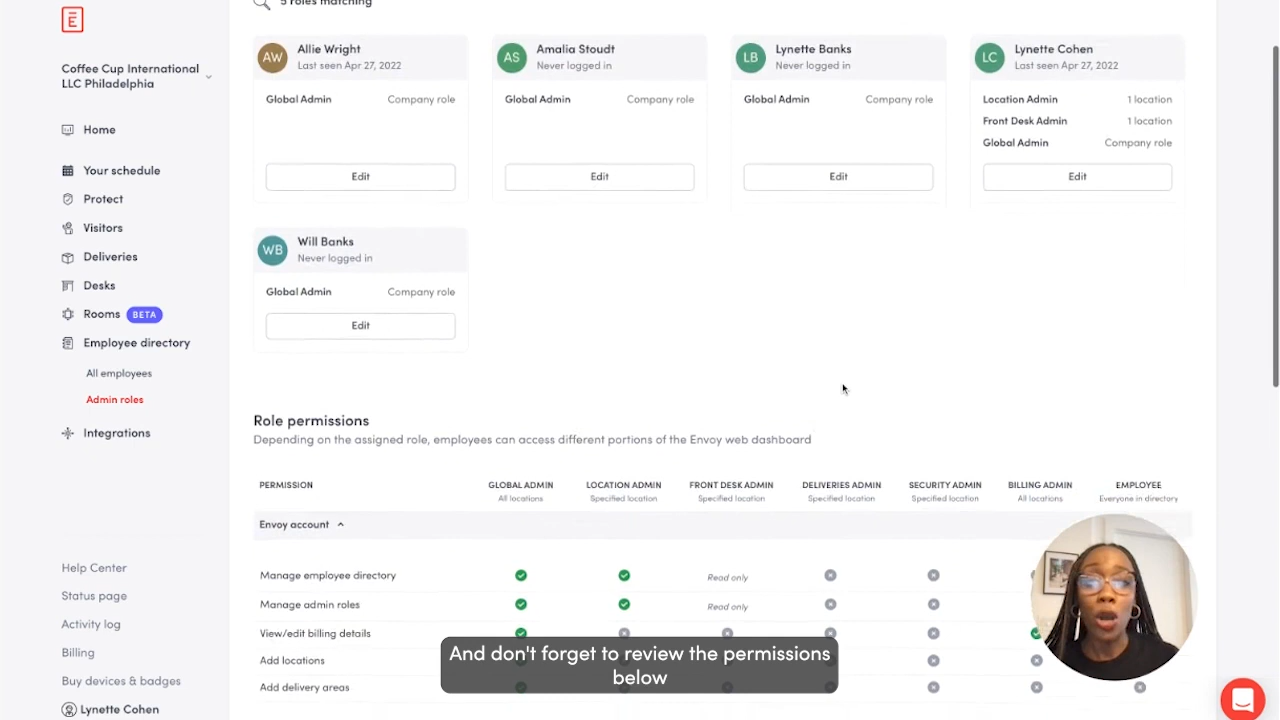 5 roles matching
Coffee Cup International
LLC Philadelphia
Home
Your schedule
Protect
Visitors
Deliveries
Desks
Rooms BETA
Employee directory
All employees
Admin roles
Integrations
Help Center
Status page
Activity log
Billing
Buy devices & badges
Lynette Cohen
AW Allie Wright
Last seen Apr 27, 2022
Global Admin Company role
Edit
AS Amalia Stoudt
Never logged in
Global Admin Company role
Edit
LB Lynette Banks
Never logged in
Global Admin Company role
Edit
LC Lynette Cohen
Last seen Apr 27, 2022
Location Admin 1 location
Front Desk Admin 1 location
Global Admin Company role
Edit
WB Will Banks
Never logged in
Global Admin Company role
Edit
Role permissions
Depending on the assigned role, employees can access different portions of the Envoy web dashboard
PERMISSION GLOBAL ADMIN LOCATION ADMIN FRONT DESK ADMIN DELIVERIES ADMIN SECURITY ADMIN BILLING ADMIN EMPLOYEE
All locations Specified location Specified location Specified location Specified location All locations Everyone in directory
Envoy account
Manage employee directory Read only
Manage admin roles Read only
View/edit billing details
Add locations
Add delivery areas
And don't forget to review the permissions
below